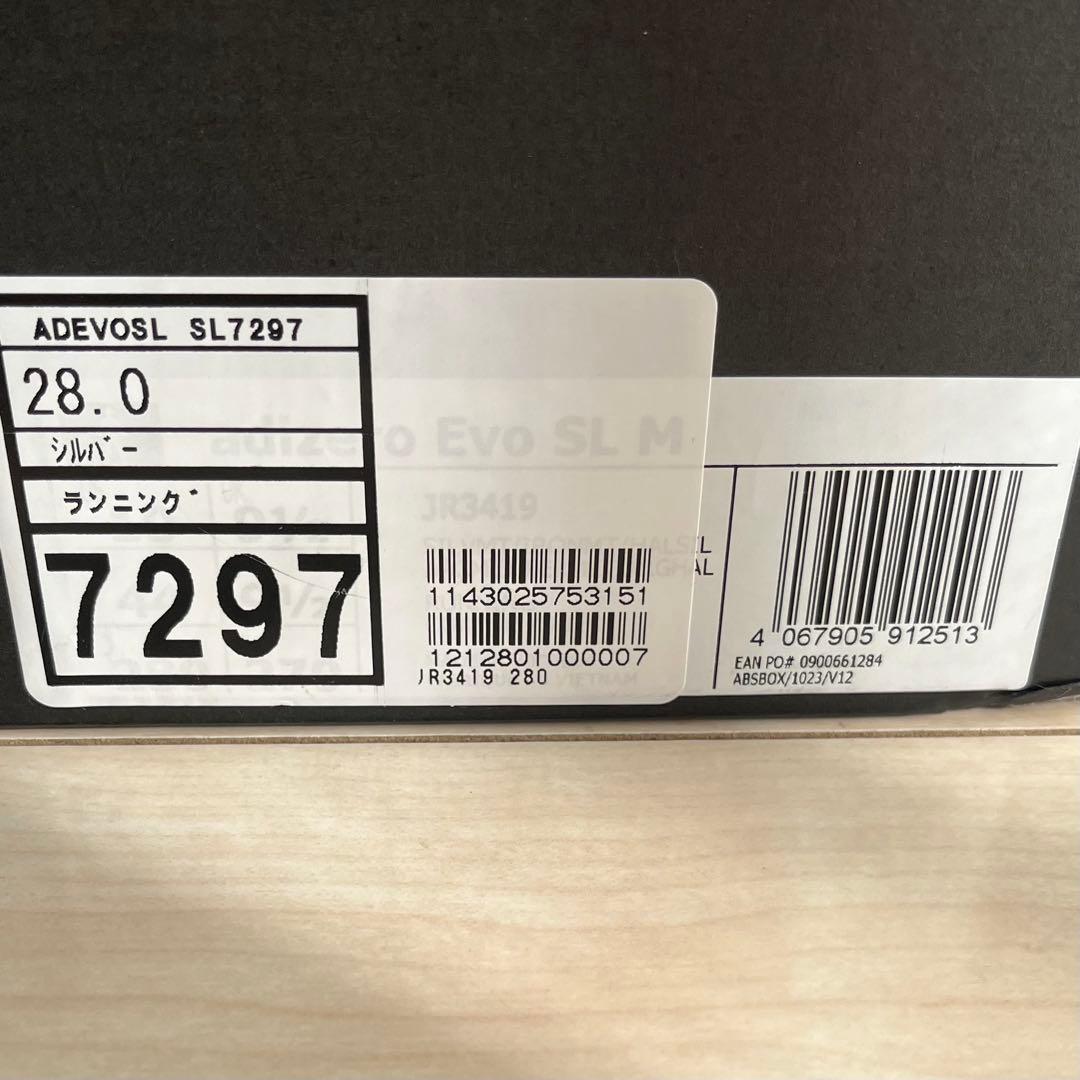 ADEVOSL SL7297
28.0
シルバー
ランニング
7297
adizero Evo SL M
JR3419
1143025753151
1212801000007
JR3419 280
VIETNAM
4 067905 912513
EAN PO# 0900661284
ABSBOX/1023/V12